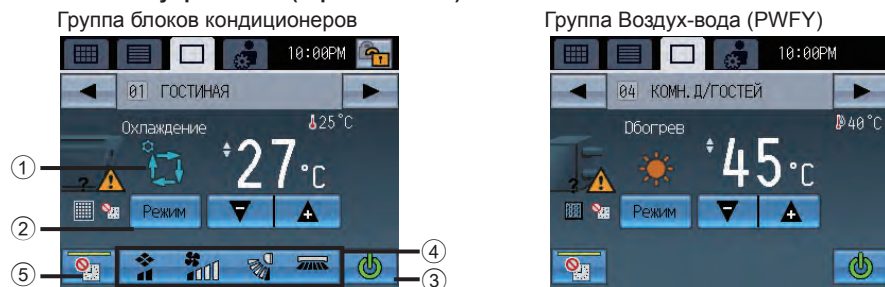 Группа блоков кондиционеров
10:00PM
01 ГОСТИНАЯ
Охлаждение
25°C
27°C
?
Режим
1
2
3
4
5
Группа Воздух-вода (PWFY)
10:00PM
04 КОМН.Д/ГОСТЕЙ
Обогрев
40°C
45°C
?
Режим